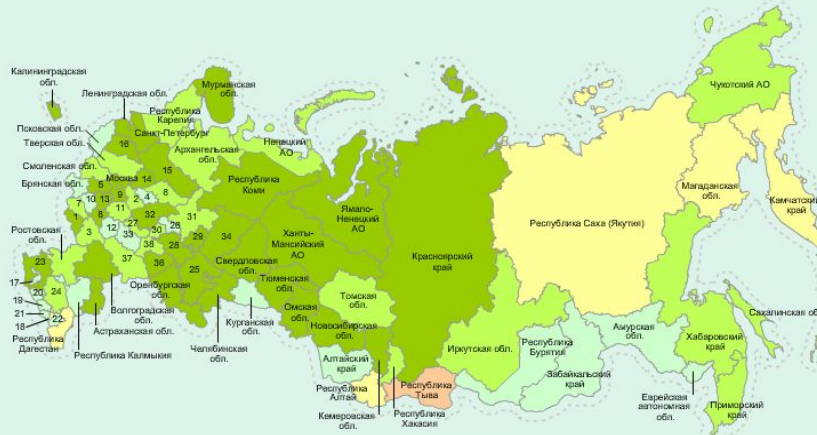 Калининградская
обл.
Ленинградская обл.
Мурманская
обл.
Республика
Карелия
Санкт-Петербург
Псковская обл.
Тверская обл.
Смоленская обл.
Брянская обл.
Москва
Архангельская
обл.
Ненецкий
АО
Республика
Коми
Ямало-
Ненецкий
АО
Ханты-
Мансийский
АО
Красноярский
край
Республика Саха (Якутия)
Чукотский АО
Магаданская
обл.
Камчатский
край
16
15
14
5
9
6
7
10
13
2
4
11
1
8
32
31
3
12
27
33
30
26
29
34
38
28
37
36
25
Ростовская
обл.
Свердловская
обл.
Оренбургская
обл.
Тюменская
обл.
Омская
обл.
Томская
обл.
Новосибирская
обл.
23
17
20
24
19
21
18
22
Республика
Дагестан
Республика Калмыкия
Астраханская обл.
Волгоградская
обл.
Челябинская
обл.
Курганская
обл.
Алтайский
край
Республика
Алтай
Кемеровская
обл.
Республика
Хакасия
Республика
Тыва
Иркутская обл.
Республика
Бурятия
Забайкальский
край
Амурская
обл.
Еврейская
автономная обл.
Хабаровский
край
Приморский
край
Сахалинская об